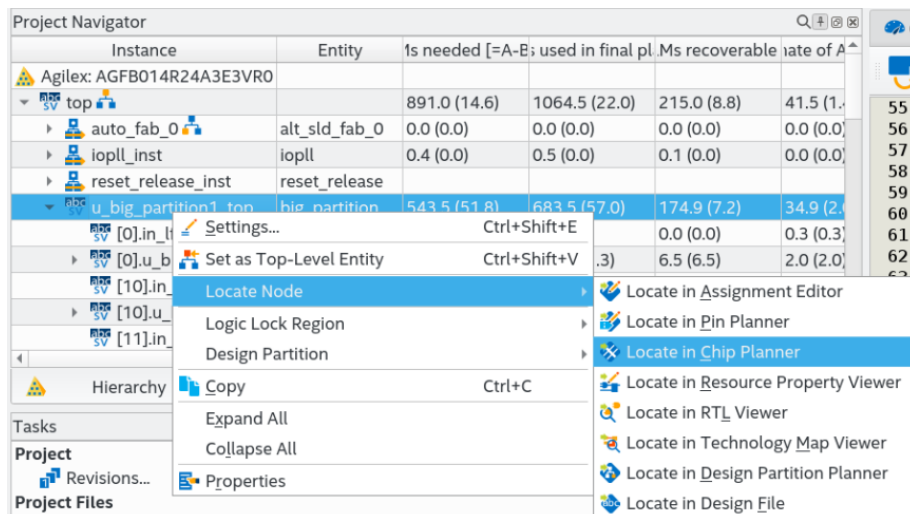 Project Navigator
Instance Entity Ms needed [=A-B s used in final pl .Ms recoverable nate of A
Agilex: AGFB014R24A3E3VR0
top 891.0 (14.6) 1064.5 (22.0) 215.0 (8.8) 41.5 (1.
auto_fab_0 alt_sld_fab_0 0.0 (0.0) 0.0 (0.0) 0.0 (0.0) 0.0 (0.0)
iopll_inst iopll 0.4 (0.0) 0.5 (0.0) 0.1 (0.0) 0.0 (0.0)
reset_release_inst reset_release
u_big_partition1_top big_partition 543.5 (51.8) 683.5 (57.0) 174.9 (7.2) 34.9 (2.
[0].in_lf 0.0 (0.0) 0.3 (0.3)
[0].u_b .3) 6.5 (6.5) 2.0 (2.0)
[10].in_
[10].u_
[11].in_
Settings... Ctrl+Shift+E
Set as Top-Level Entity Ctrl+Shift+V
Locate Node
Logic Lock Region
Design Partition
Copy Ctrl+C
Expand All
Collapse All
Properties
Locate in Assignment Editor
Locate in Pin Planner
Locate in Chip Planner
Locate in Resource Property Viewer
Locate in RTL Viewer
Locate in Technology Map Viewer
Locate in Design Partition Planner
Locate in Design File
Hierarchy
Tasks
Project
Revisions...
Project Files
55
56
57
58
59
60
61
62